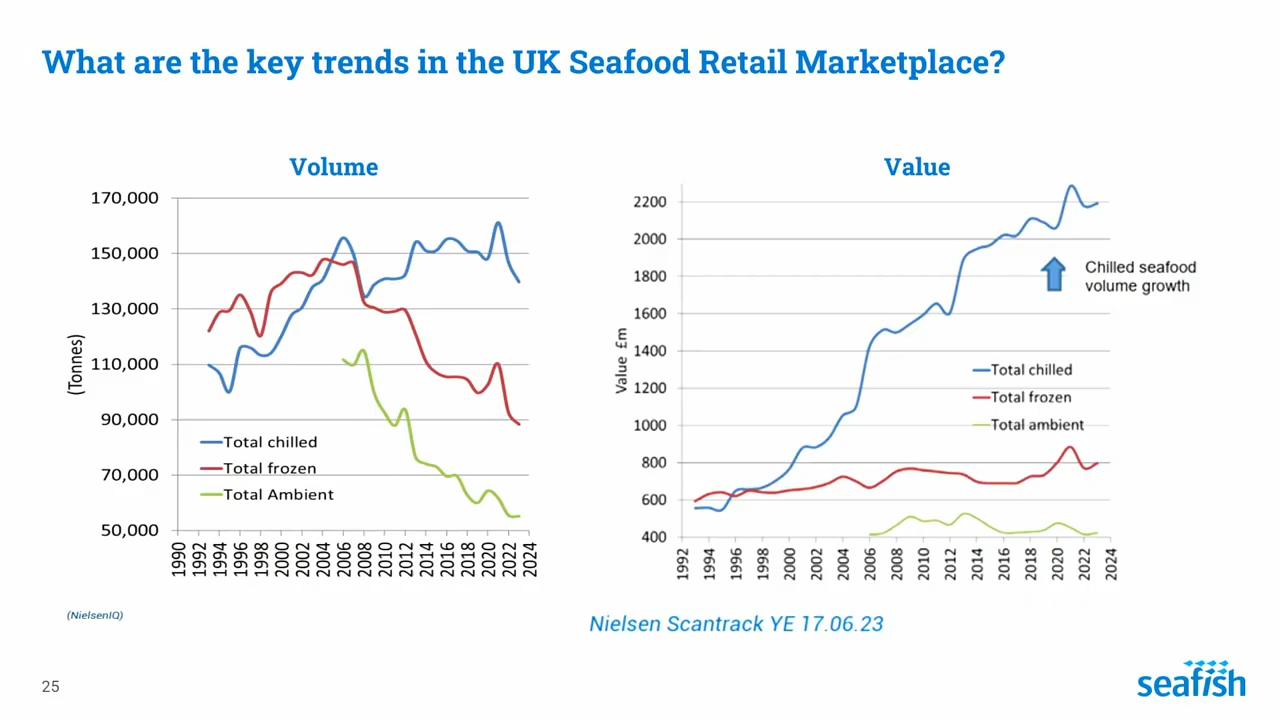 What are the key trends in the UK Seafood Retail Marketplace?
Volume
170,000
150,000
130,000
110,000
90,000
70,000
50,000
(Tonnes)
Total chilled
Total frozen
Total Ambient
1990 1992 1994 1996 1998 2000 2002 2004 2006 2008 2010 2012 2014 2016 2018 2020 2022 2024
(NielsenIQ)
Value
2200
2000
1800
1600
1400
1200
1000
800
600
400
Value £m
Chilled seafood
volume growth
Total chilled
Total frozen
Total ambient
1992 1994 1996 1998 2000 2002 2004 2006 2008 2010 2012 2014 2016 2018 2020 2022 2024
Nielsen Scantrack YE 17.06.23
25
seafish